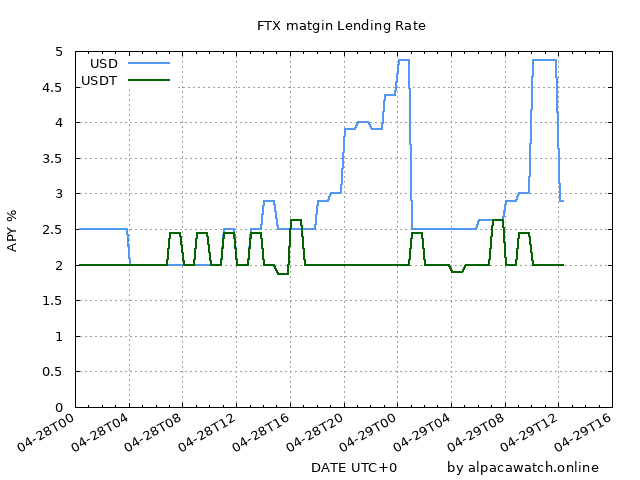 FTX matgin Lending Rate
USD
USDT
5
4.5
4
3.5
3
2.5
2
1.5
1
0.5
0
APY %
04-28T00
04-28T04
04-28T08
04-28T12
04-28T16
04-28T20
04-29T00
04-29T04
04-29T08
04-29T12
04-29T16
DATE UTC+0
by alpacawatch.online